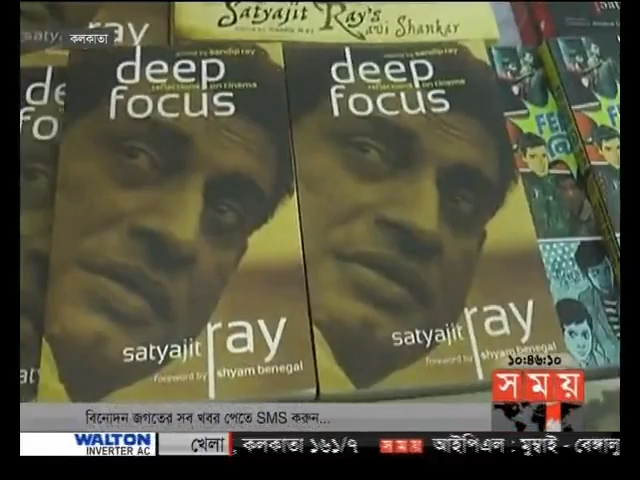 Satyajit Ray's
Ravi Shankar
ray
কলকাতা
edited by sandip ray
deep
reflections on cinema
focus
satyajit ray
foreword by shyam benegal
edited by sandip ray
deep
reflections on cinema
focus
satyajit ray
foreword by shyam benegal
১০:৪৬:১০
সময়
বিনোদন জগতের সব খবর পেতে SMS করুন...
WALTON
INVERTER AC
খেলা
কলকাতা ১৬১/৭ সময় আইপিএল : মুম্বাই - বেঙ্গালু